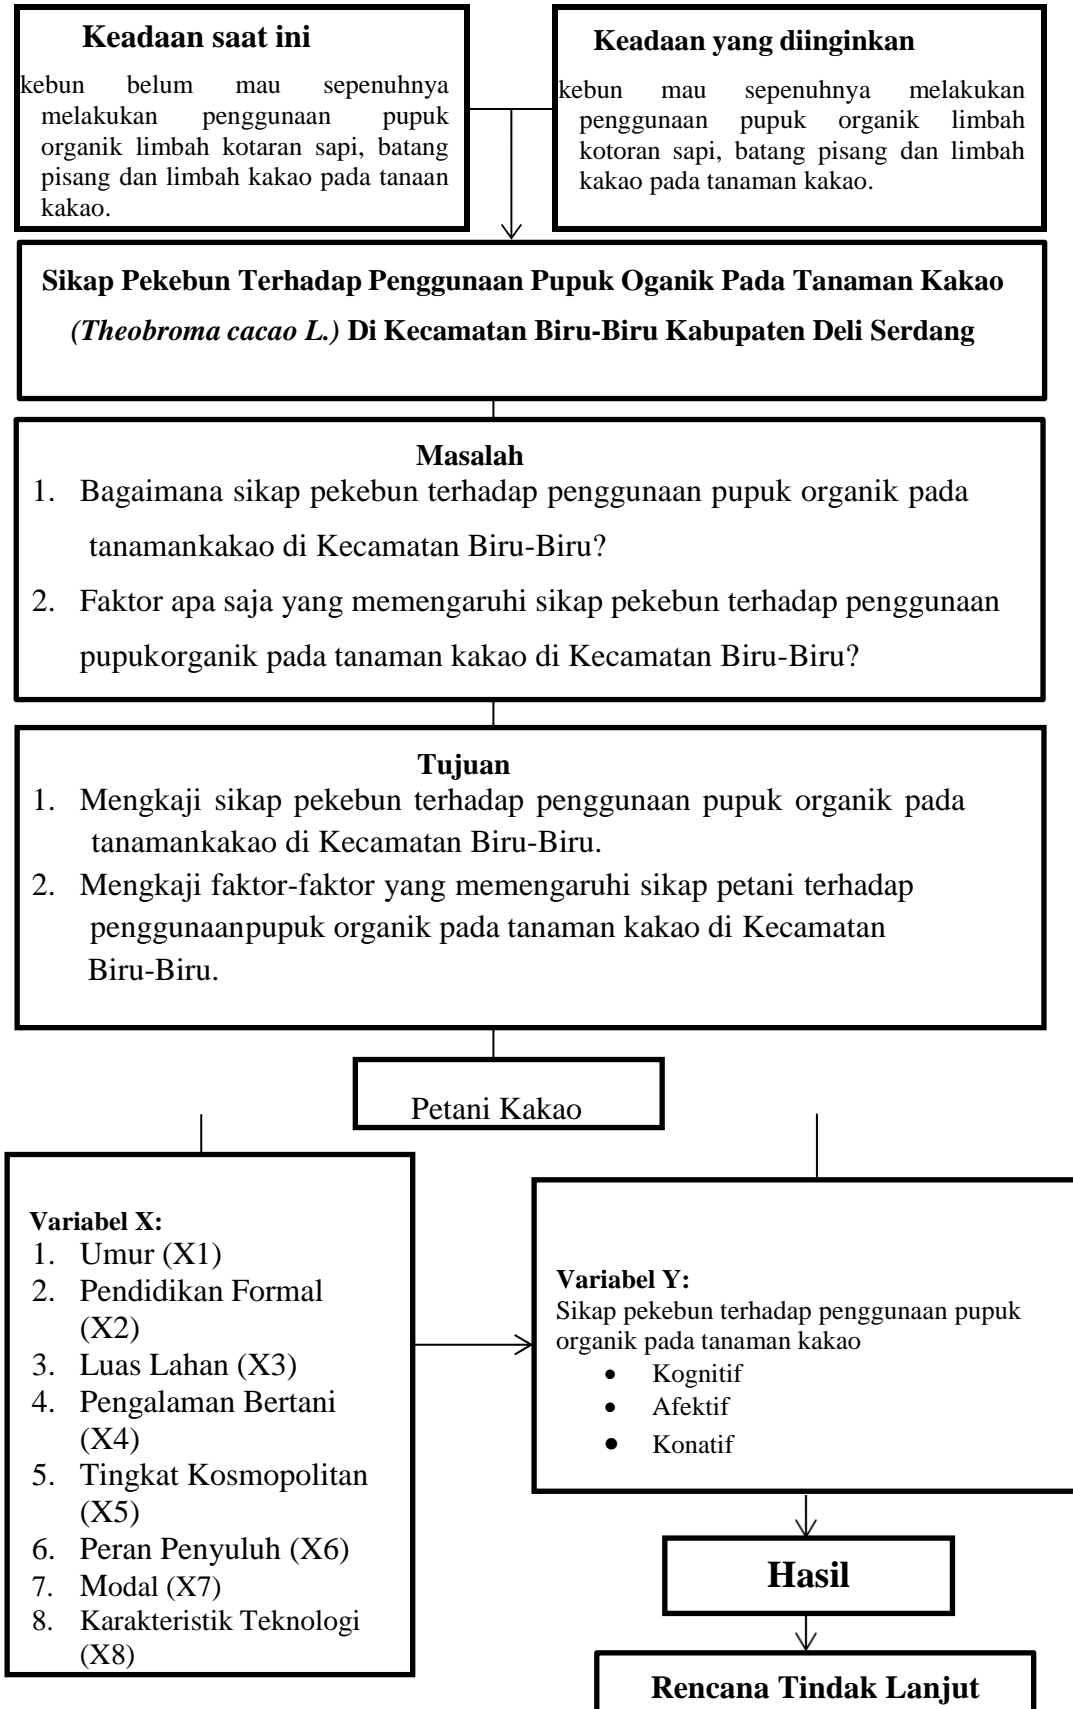 Keadaan saat ini
kebun belum mau sepenuhnya
melakukan penggunaan pupuk
organik limbah kotaran sapi, batang
pisang dan limbah kakao pada tanaan
kakao.
Keadaan yang diinginkan
kebun mau sepenuhnya melakukan
penggunaan pupuk organik limbah
kotoran sapi, batang pisang dan limbah
kakao pada tanaman kakao.
Sikap Pekebun Terhadap Penggunaan Pupuk Oganik Pada Tanaman Kakao
(Theobroma cacao L.) Di Kecamatan Biru-Biru Kabupaten Deli Serdang
Masalah
1. Bagaimana sikap pekebun terhadap penggunaan pupuk organik pada
tanamankakao di Kecamatan Biru-Biru?
2. Faktor apa saja yang memengaruhi sikap pekebun terhadap penggunaan
pupukorganik pada tanaman kakao di Kecamatan Biru-Biru?
Tujuan
1. Mengkaji sikap pekebun terhadap penggunaan pupuk organik pada
tanamankakao di Kecamatan Biru-Biru.
2. Mengkaji faktor-faktor yang memengaruhi sikap petani terhadap
penggunaanpupuk organik pada tanaman kakao di Kecamatan
Biru-Biru.
Petani Kakao
Variabel X:
1. Umur (X1)
2. Pendidikan Formal
(X2)
3. Luas Lahan (X3)
4. Pengalaman Bertani
(X4)
5. Tingkat Kosmopolitan
(X5)
6. Peran Penyuluh (X6)
7. Modal (X7)
8. Karakteristik Teknologi
(X8)
Variabel Y:
Sikap pekebun terhadap penggunaan pupuk
organik pada tanaman kakao
• Kognitif
• Afektif
• Konatif
Hasil
Rencana Tindak Lanjut